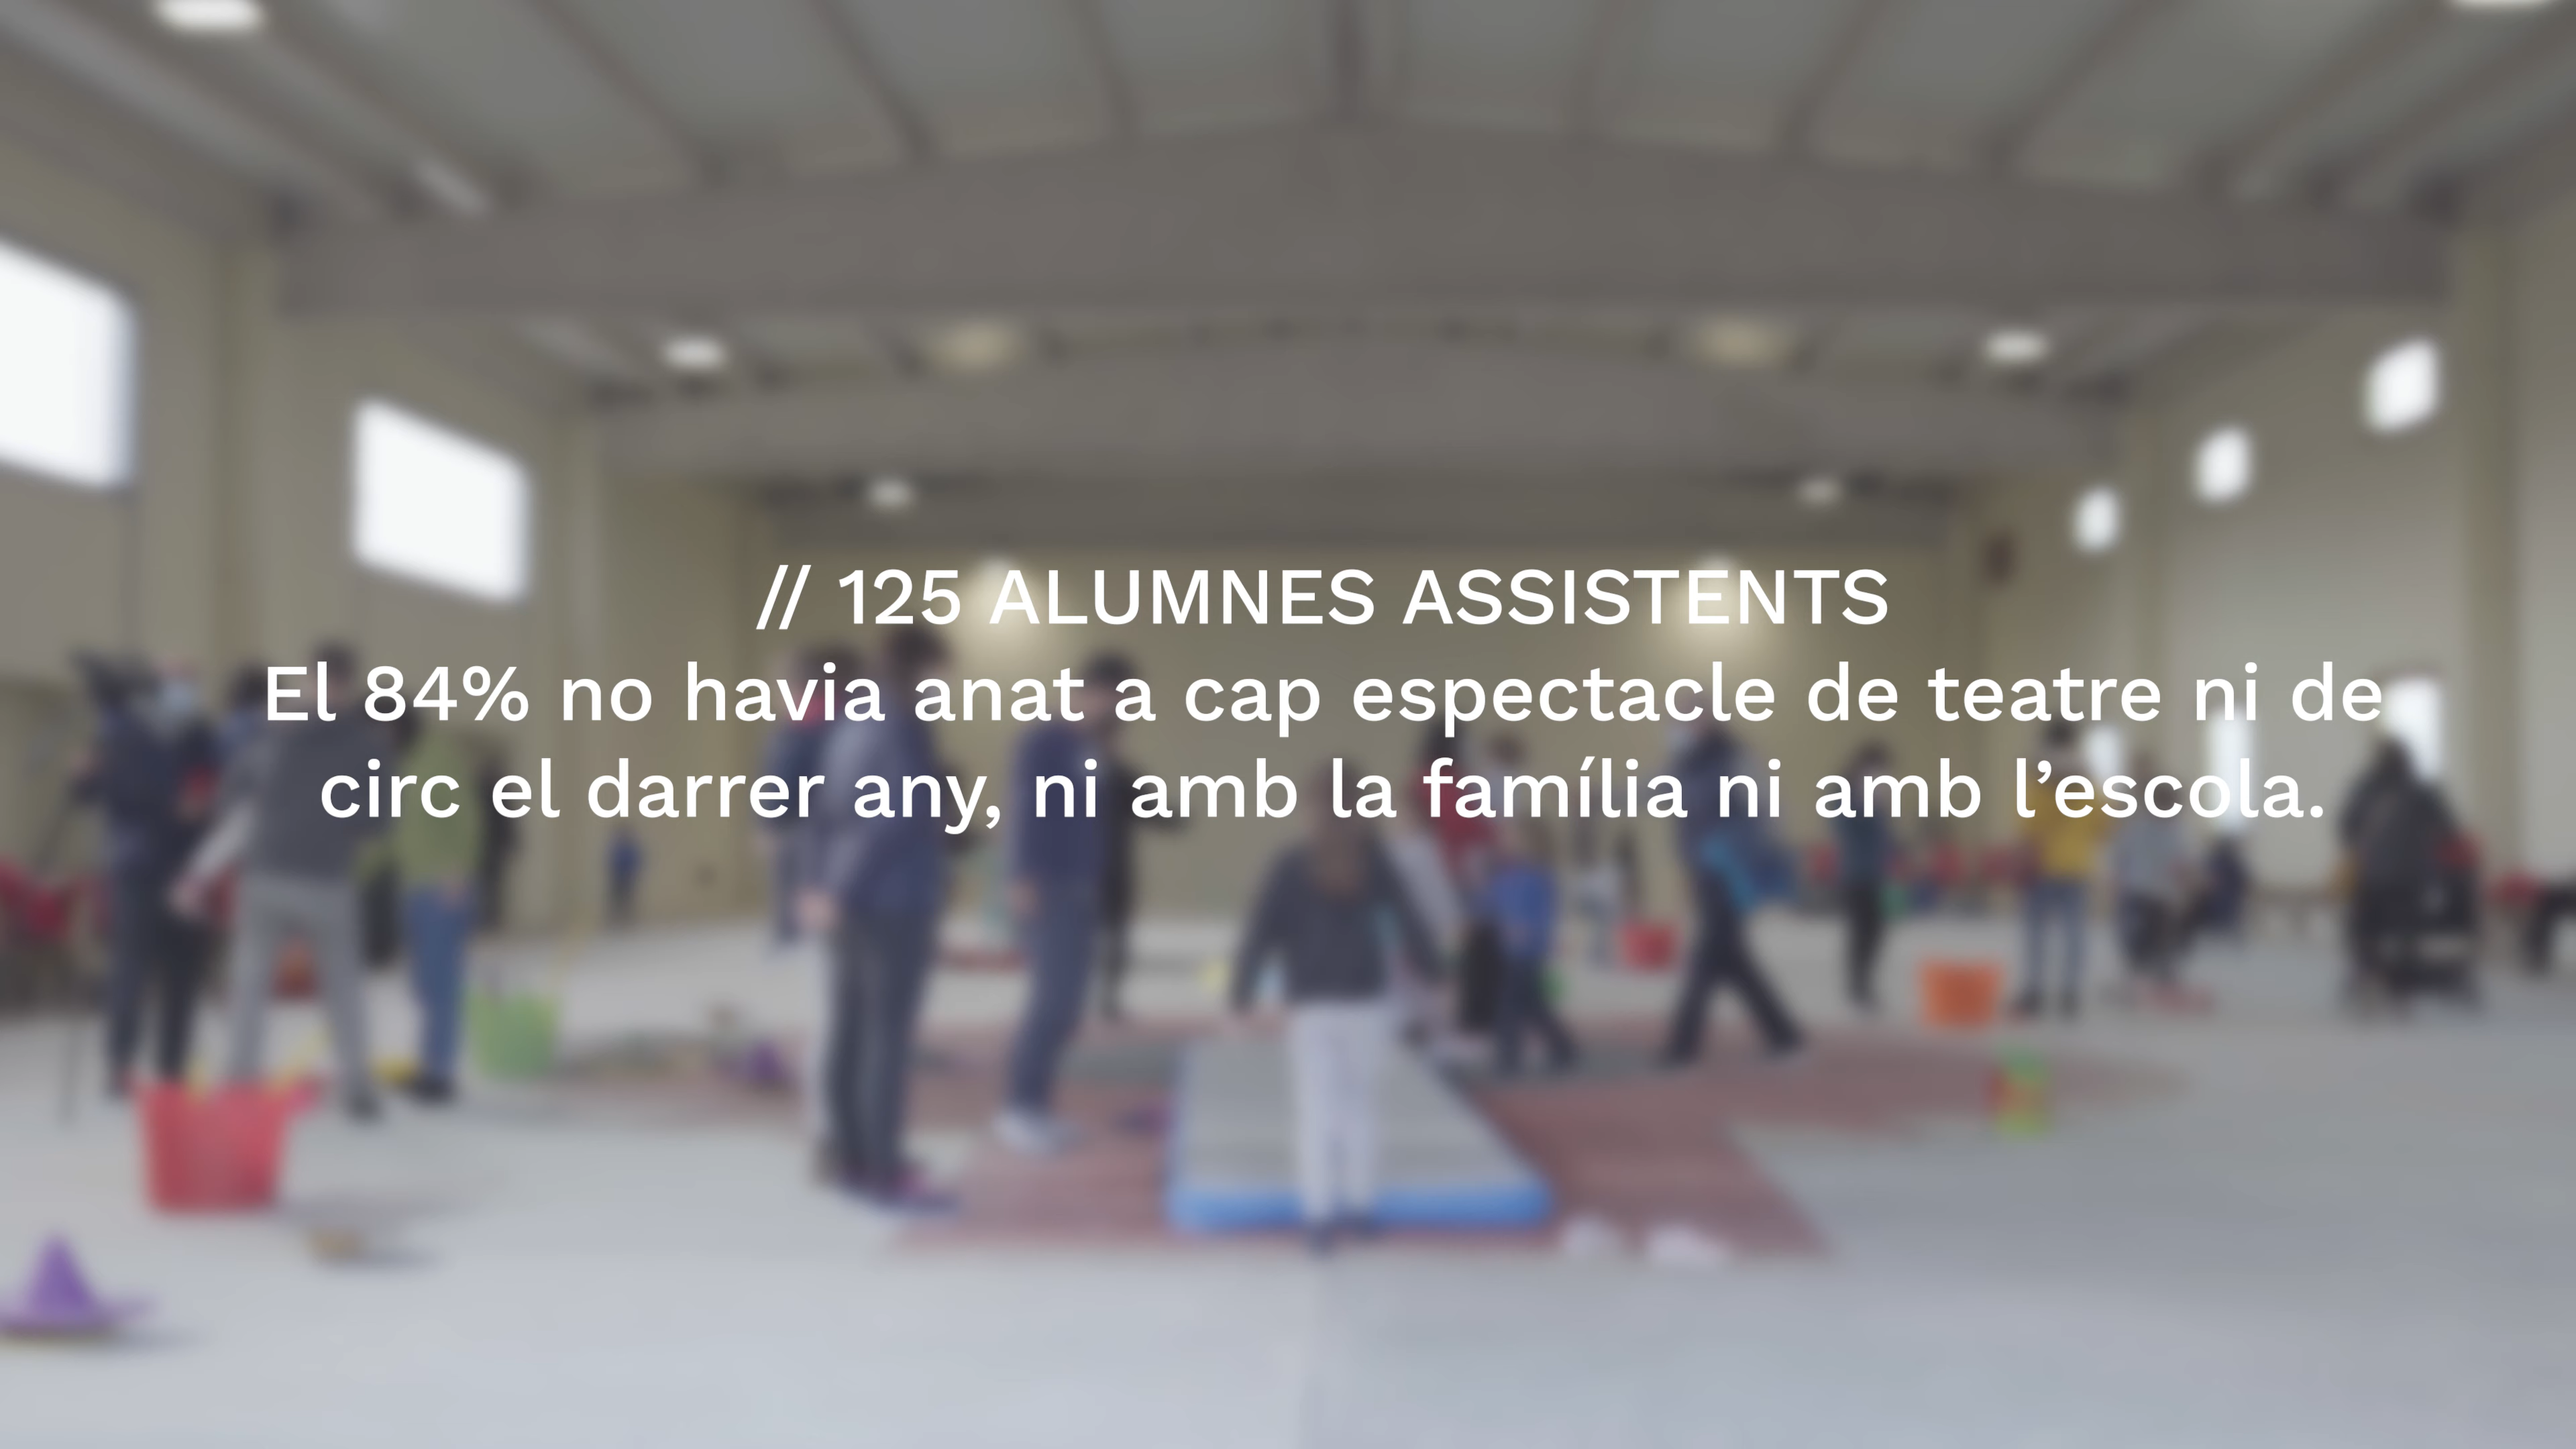 // 125 ALUMNES ASSISTENTS
El 84% no havia anat a cap espectacle de teatre ni de
circ el darrer any, ni amb la família ni amb l’escola.